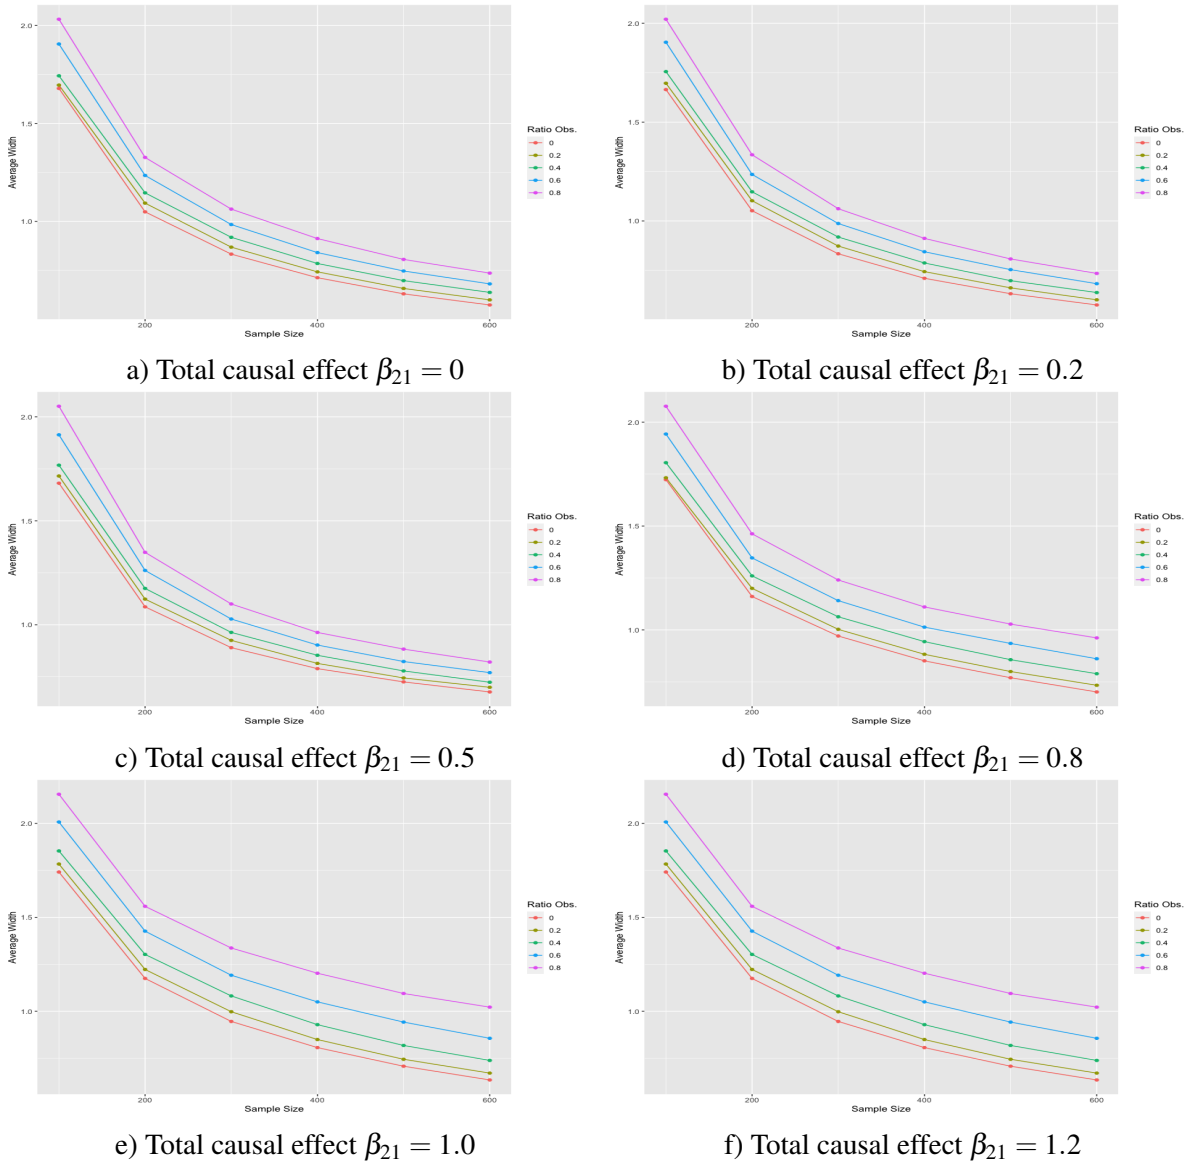 2.0
1.5
1.0
Average Width
200
400
600
Sample Size
Ratio Obs.
0
0.2
0.4
0.6
0.8
a) Total causal effect β₂₁ = 0
2.0
1.5
1.0
Average Width
200
400
600
Sample Size
Ratio Obs.
0
0.2
0.4
0.6
0.8
b) Total causal effect β₂₁ = 0.2
2.0
1.5
1.0
Average Width
200
400
600
Sample Size
Ratio Obs.
0
0.2
0.4
0.6
0.8
c) Total causal effect β₂₁ = 0.5
2.0
1.5
1.0
Average Width
200
400
600
Sample Size
Ratio Obs.
0
0.2
0.4
0.6
0.8
d) Total causal effect β₂₁ = 0.8
2.0
1.5
1.0
Average Width
200
400
600
Sample Size
Ratio Obs.
0
0.2
0.4
0.6
0.8
e) Total causal effect β₂₁ = 1.0
2.0
1.5
1.0
Average Width
200
400
600
Sample Size
Ratio Obs.
0
0.2
0.4
0.6
0.8
f) Total causal effect β₂₁ = 1.2